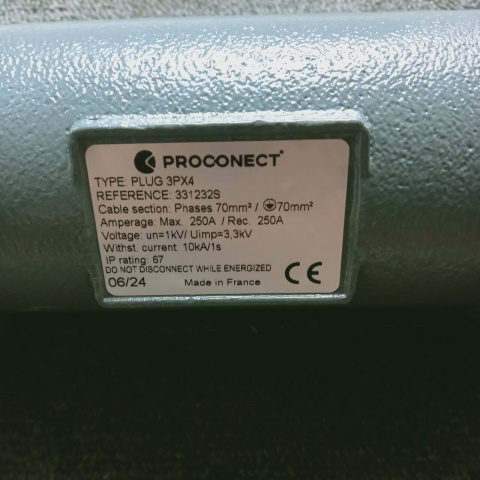 PROCONECT®
TYPE: PLUG 3PX4
REFERENCE: 331232S
Cable section: Phases 70mm² / ⏚70mm²
Amperage: Max. 250A / Rec. 250A
Voltage: un=1kV/ Uimp=3,3kV
Withst. current: 10kA/1s
IP rating: 67
DO NOT DISCONNECT WHILE ENERGIZED
06/24 Made in France CE